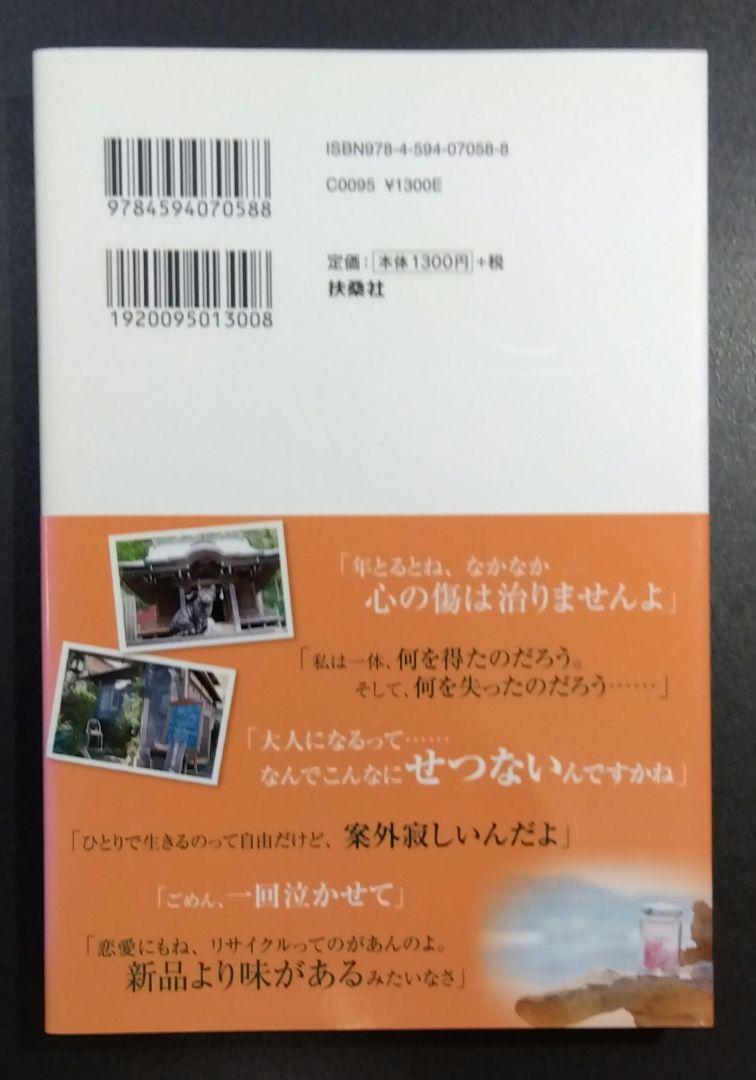 ISBN978-4-594-07058-8
C0095 ¥1300E
9784594070588
定価：本体1300円+税
扶桑社
1920095013008
「年とるとね、なかなか
心の傷は治りませんよ」
「私は一体、何を得たのだろう。
そして、何を失ったのだろう……」
「大人になるって……
なんでこんなにせつないんですかね」
「ひとりで生きるのって自由だけど、案外寂しいんだよ」
「ごめん、一回泣かせて」
「恋愛にもね、リサイクルってのがあんのよ。
新品より味があるみたいなさ」